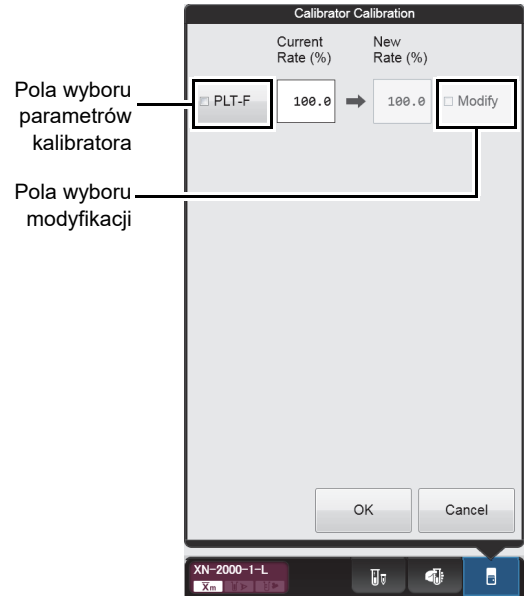 Calibrator Calibration
Current New
Rate (%) Rate (%)
Pola wyboru
parametrów
kalibratora
PLT-F 100.0 100.0 Modify
Pola wyboru
modyfikacji
OK Cancel
XN-2000-1-L
Xm